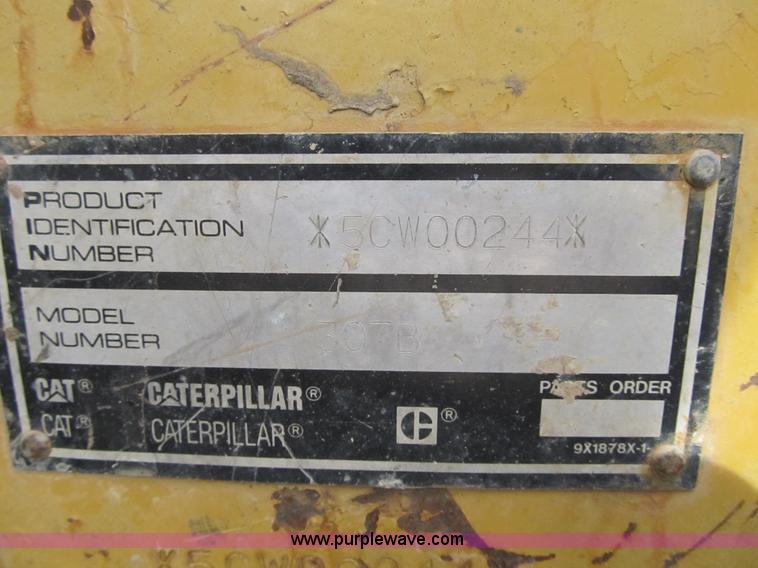 PRODUCT
IDENTIFICATION
NUMBER
*5CW00244*
MODEL
NUMBER
307B
CAT® CATERPILLAR®
CAT® CATERPILLAR® C®
PARTS ORDER
9X1878X-1-
www.purplewave.com